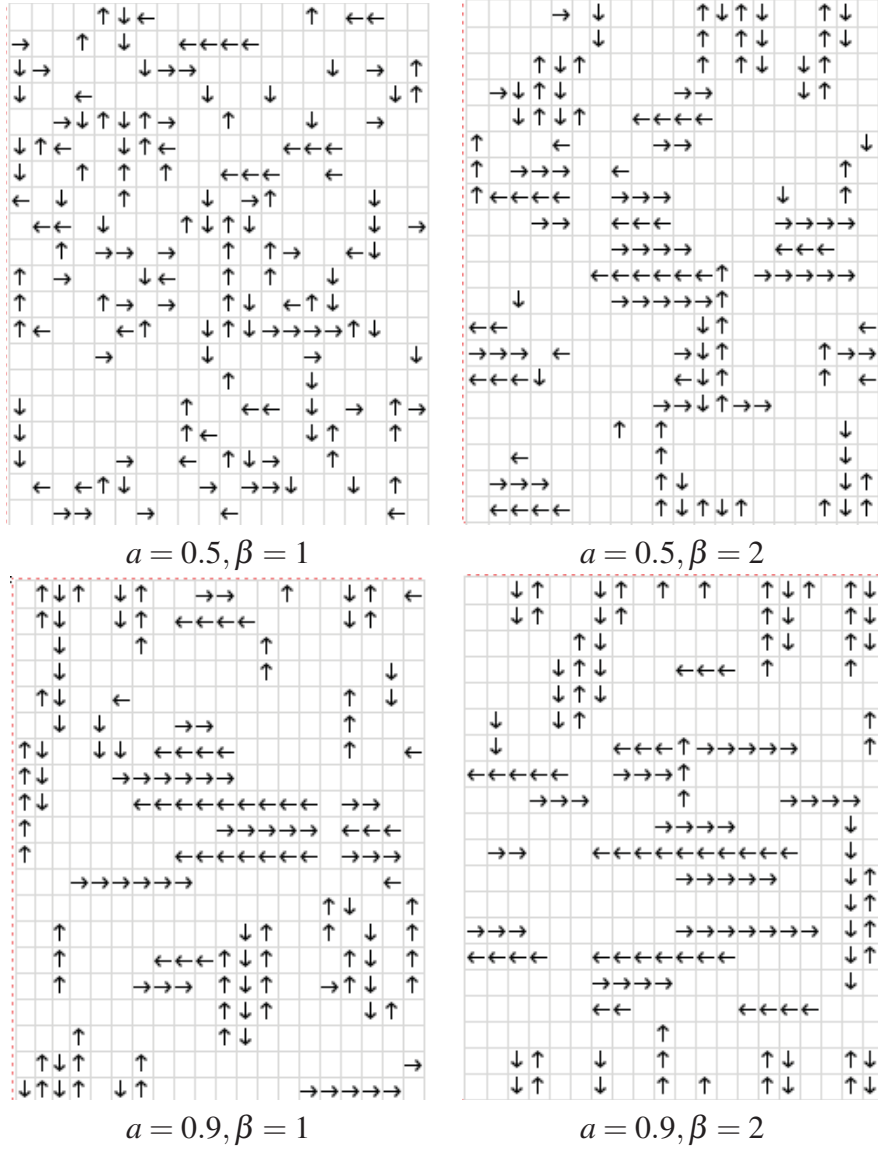 a = 0.5, β = 1
a = 0.5, β = 2
a = 0.9, β = 1
a = 0.9, β = 2